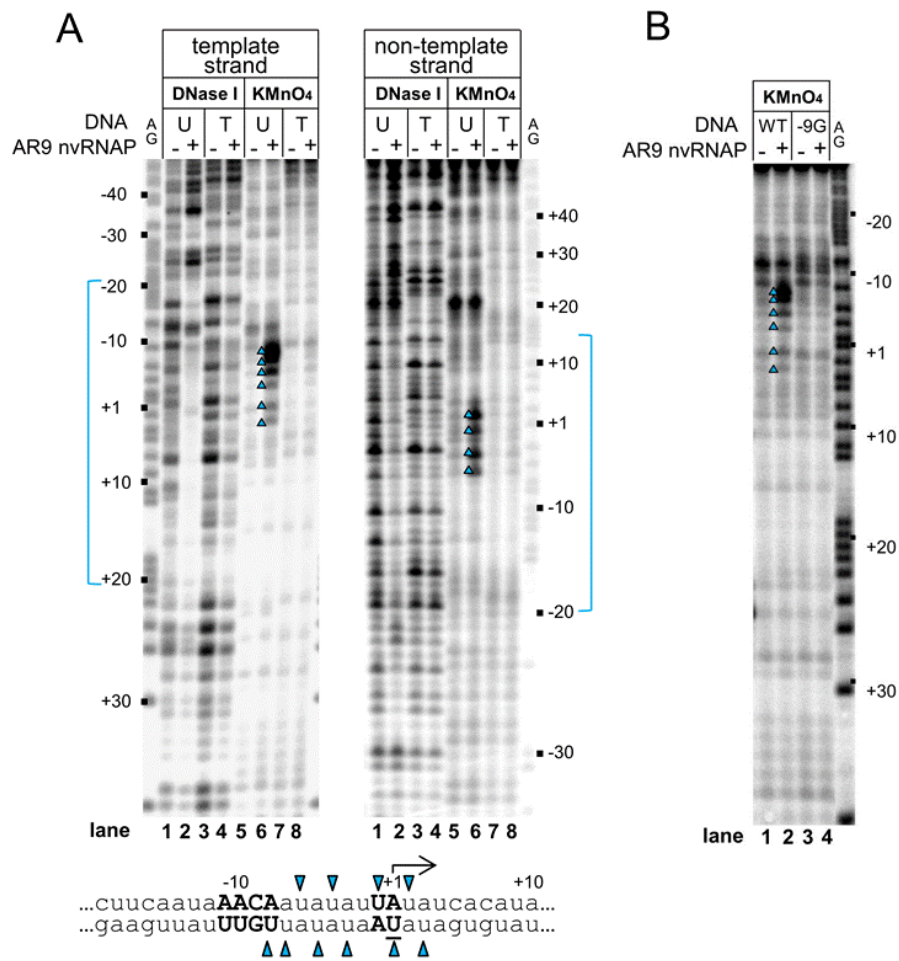 A B
template strand non-template strand
DNase I KMnO4 DNase I KMnO4 KMnO4
DNA A G U T U T U T U T A G DNA WT -9G A G
AR9 nvRNAP - + - + - + - + - + - + - + - + AR9 nvRNAP - + - +
-40
-30
-20
-10
+1
+10
+20
+30
+40
+30
+20
+10
+1
-10
-20
-30
-20
-10
+1
+10
+20
+30
lane 1 2 3 4 5 6 7 8 1 2 3 4 5 6 7 8 lane 1 2 3 4
-10 +1 +10
...cuucaauaAACAauauauUAuaucacaua...
...gaaguuauUUGUuauauaAUauaguguau...